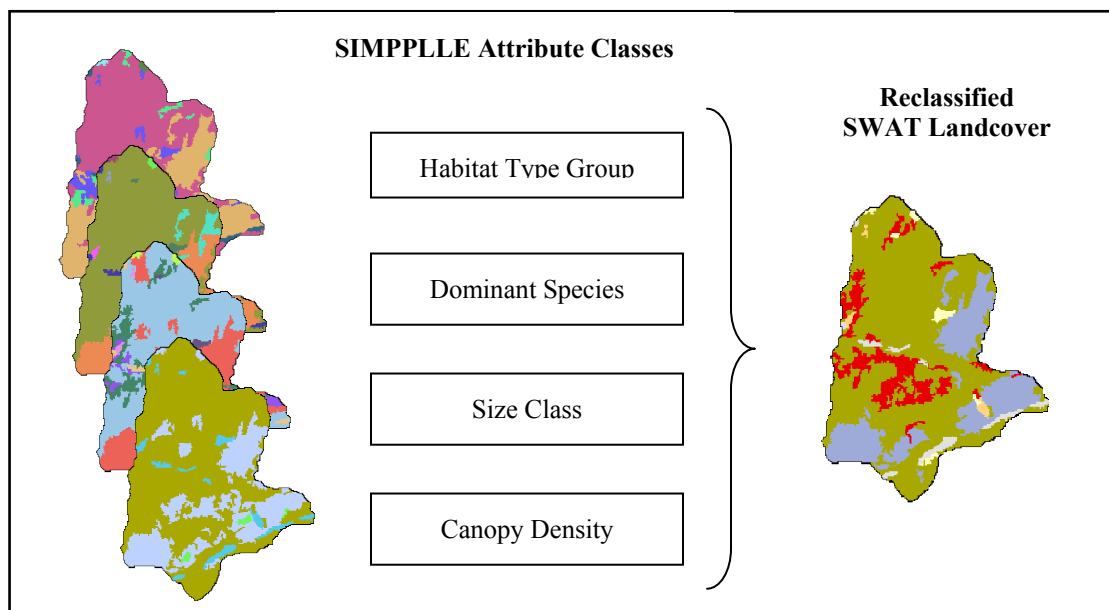 SIMPPLLE Attribute Classes
Reclassified
SWAT Landcover
Habitat Type Group
Dominant Species
Size Class
Canopy Density